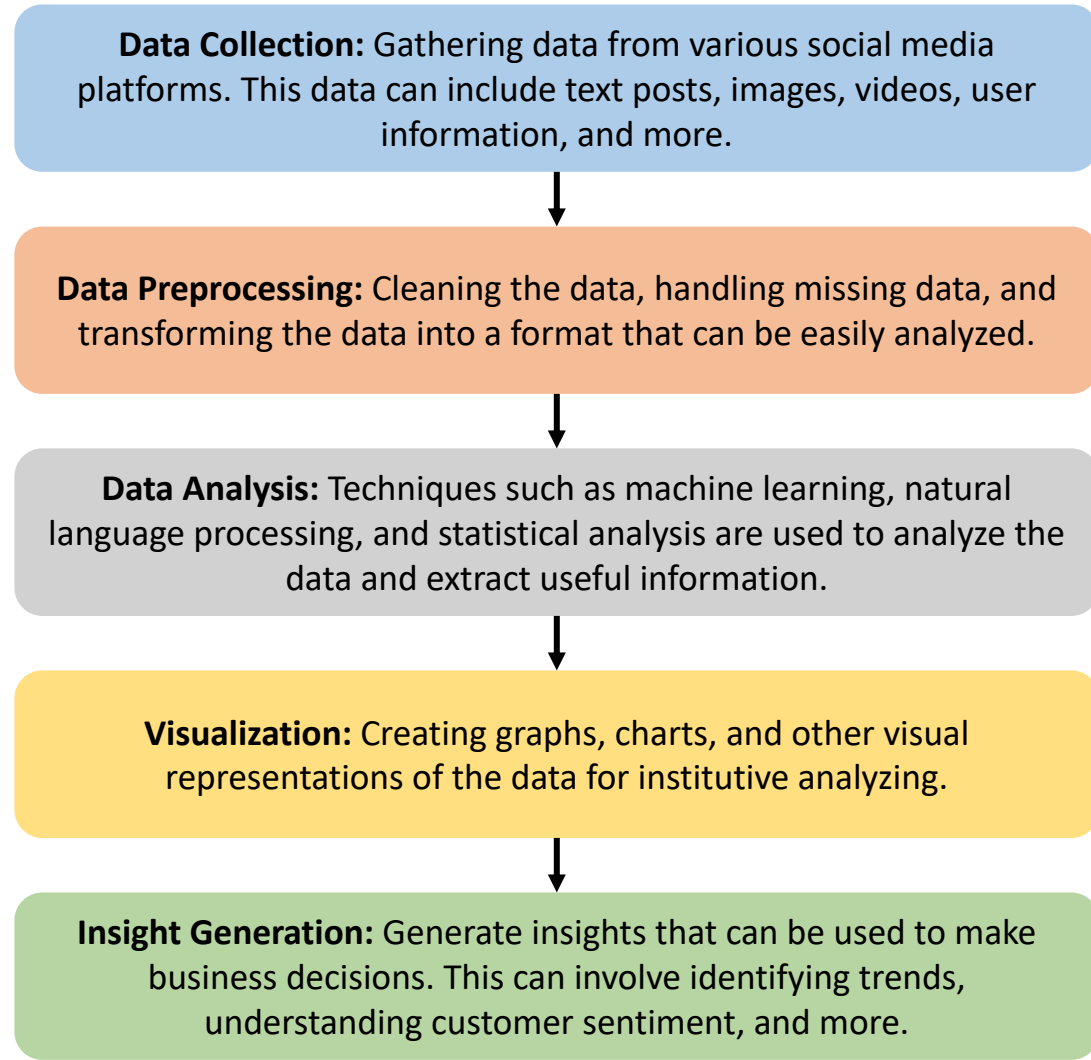 Data Collection: Gathering data from various social media
platforms. This data can include text posts, images, videos, user
information, and more.
Data Preprocessing: Cleaning the data, handling missing data, and
transforming the data into a format that can be easily analyzed.
Data Analysis: Techniques such as machine learning, natural
language processing, and statistical analysis are used to analyze the
data and extract useful information.
Visualization: Creating graphs, charts, and other visual
representations of the data for institutive analyzing.
Insight Generation: Generate insights that can be used to make
business decisions. This can involve identifying trends,
understanding customer sentiment, and more.